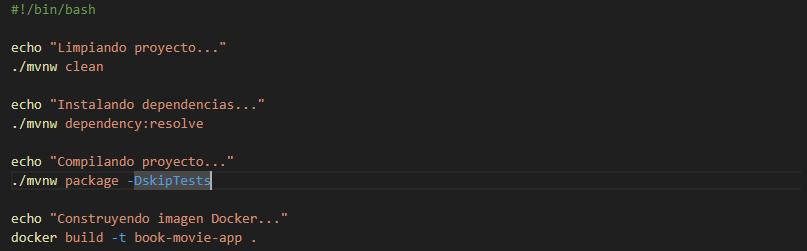 #!/bin/bash
echo "Limpiando proyecto..."
./mvnw clean
echo "Instalando dependencias..."
./mvnw dependency:resolve
echo "Compilando proyecto..."
./mvnw package -DskipTests
echo "Construyendo imagen Docker..."
docker build -t book-movie-app .